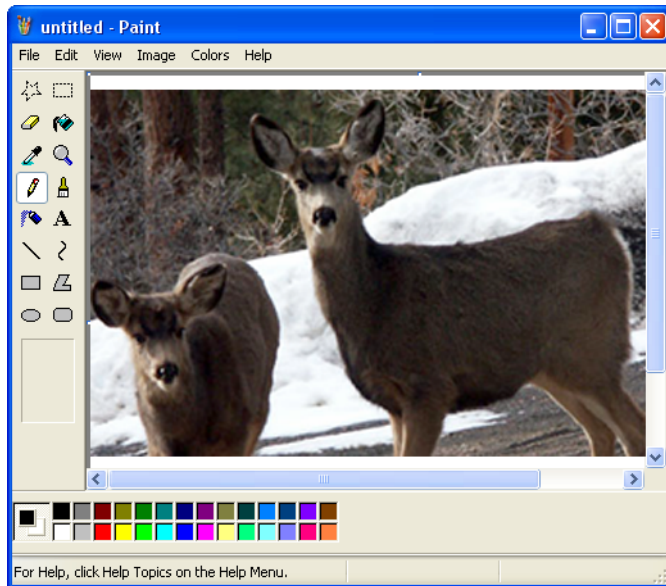 untitled - Paint
File Edit View Image Colors Help
A
For Help, click Help Topics on the Help Menu.